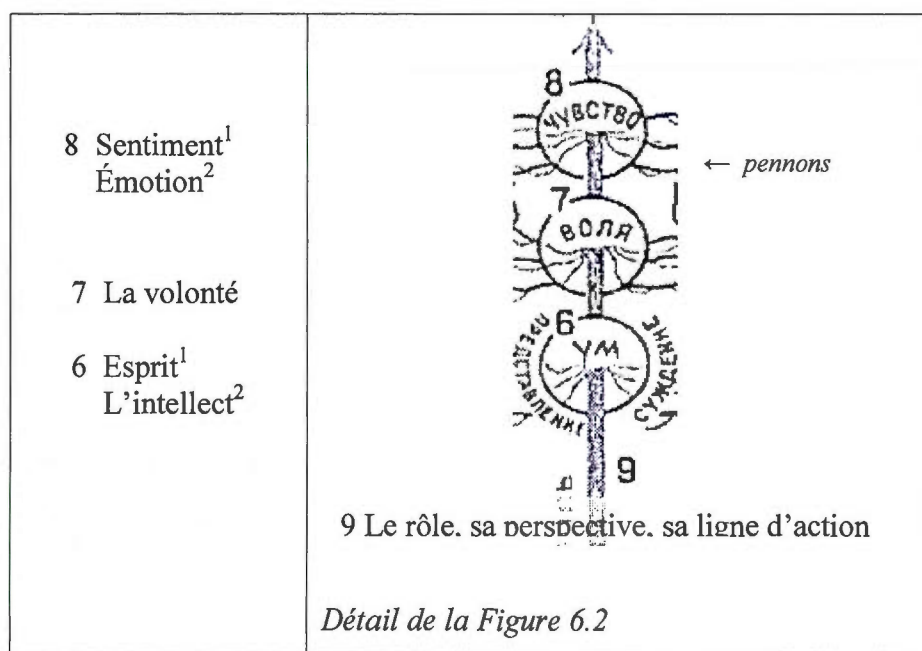 8 Sentiment¹
Émotion²
7 La volonté
6 Esprit¹
L'intellect²
8
ЧУВСТВО
← pennons
7
ВОЛЯ
6
УМ
ПРЕДСТАВЛЕНИЕ
СУЖДЕНИЕ
9
9 Le rôle, sa perspective, sa ligne d'action
Détail de la Figure 6.2